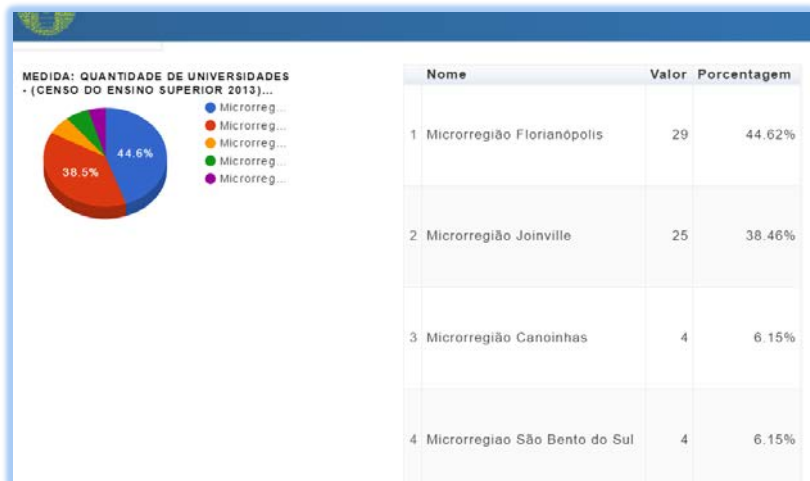 MEDIDA: QUANTIDADE DE UNIVERSIDADES
- (CENSO DO ENSINO SUPERIOR 2013)...
Microrreg...
Microrreg...
Microrreg...
Microrreg...
Microrreg...
44.6%
38.5%
Nome Valor Porcentagem
1 Microrregião Florianópolis 29 44.62%
2 Microrregião Joinville 25 38.46%
3 Microrregião Canoinhas 4 6.15%
4 Microrregiao São Bento do Sul 4 6.15%